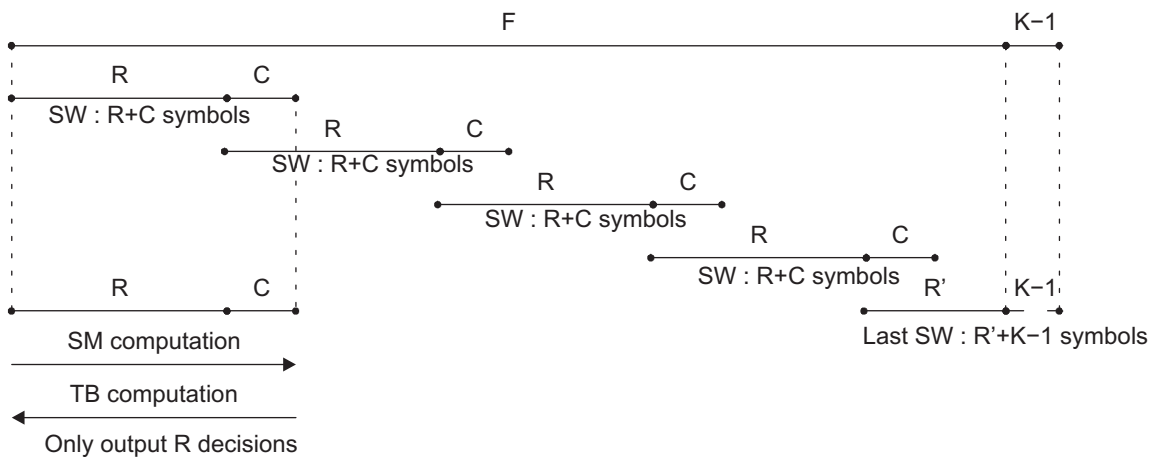 F K−1
R C
SW : R+C symbols
R C
SW : R+C symbols
R C
SW : R+C symbols
R C
SW : R+C symbols
R C R’ K−1
Last SW : R’+K−1 symbols
SM computation
TB computation
Only output R decisions